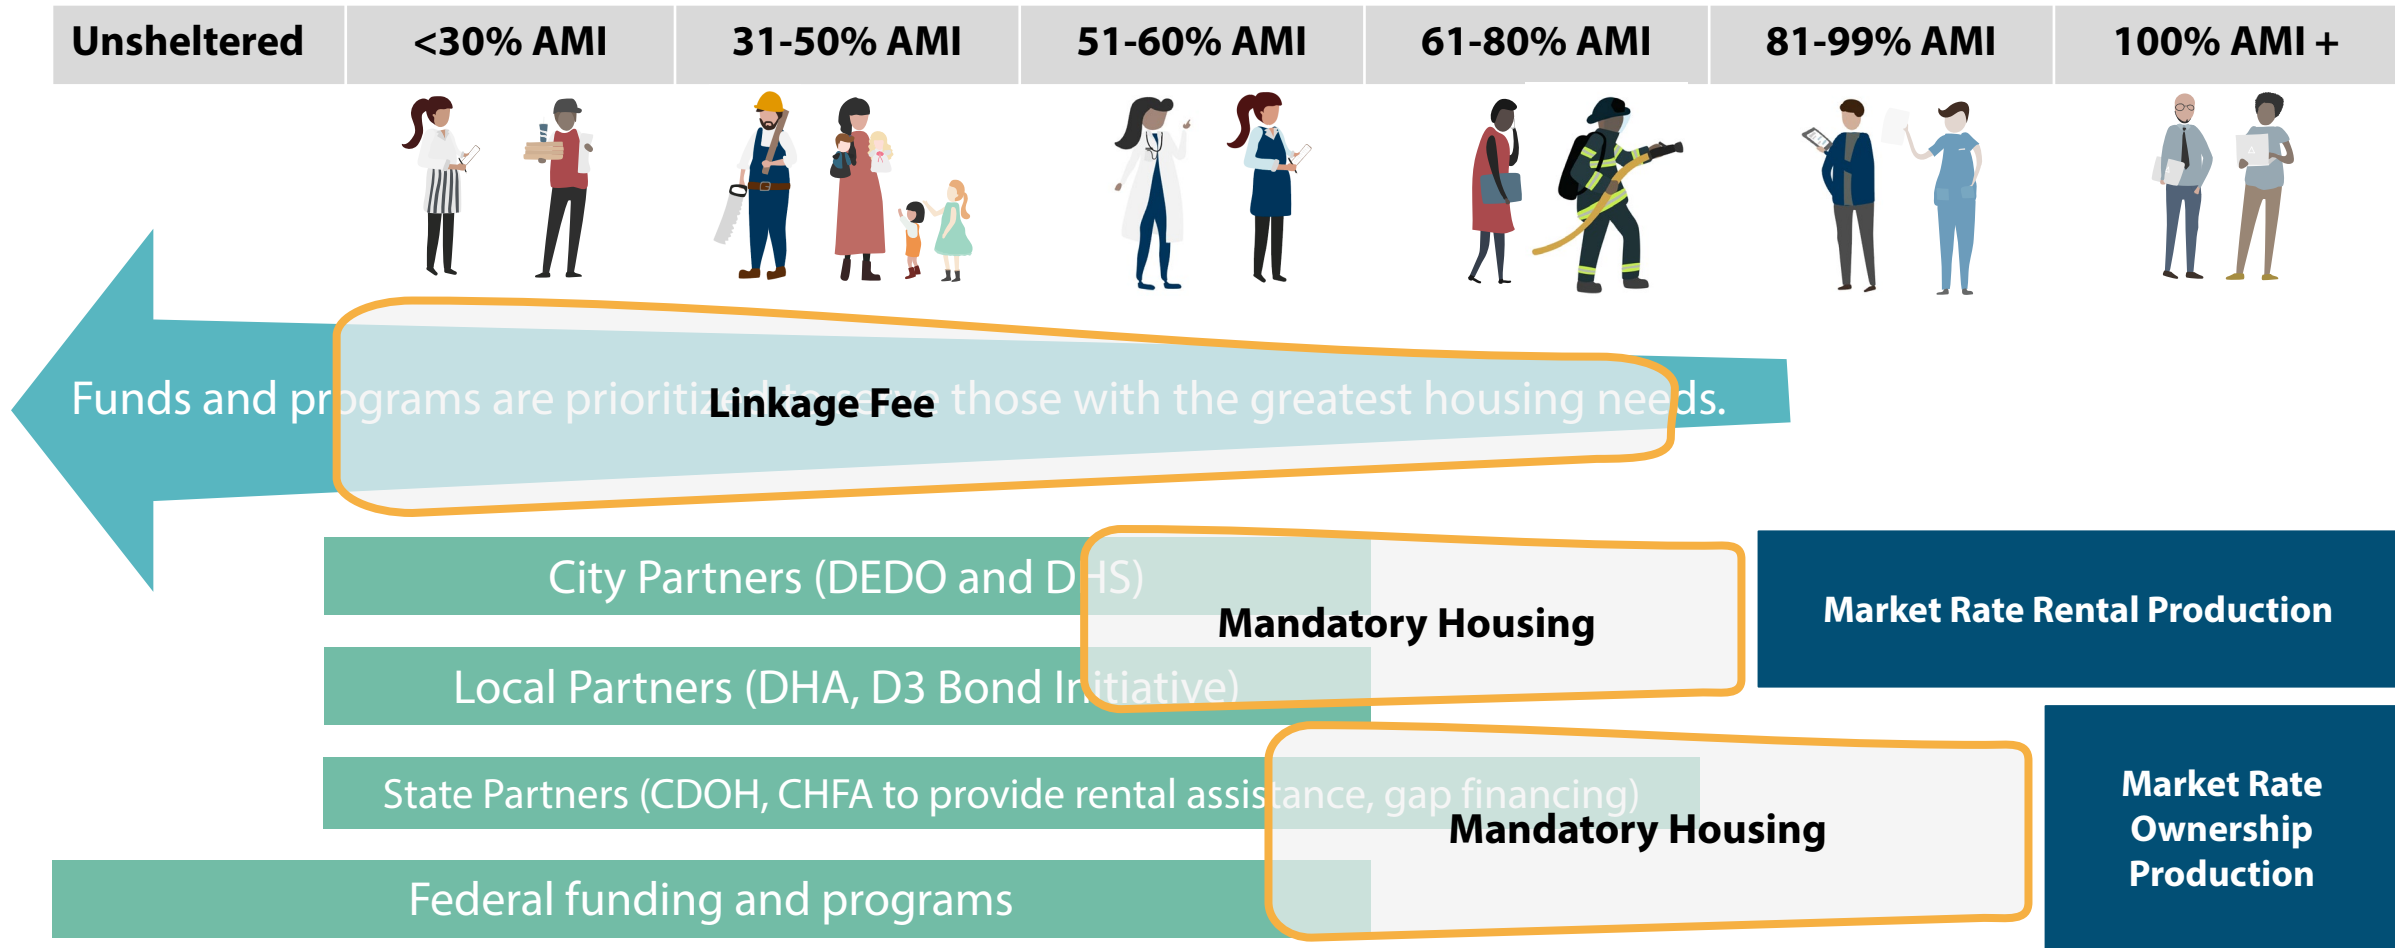 Unsheltered
<30% AMI
31-50% AMI
51-60% AMI
61-80% AMI
81-99% AMI
100% AMI +
Funds and programs are prioritized to serve those with the greatest housing needs.
Linkage Fee
City Partners (DEDO and DHS)
Mandatory Housing
Market Rate Rental Production
Local Partners (DHA, D3 Bond Initiative)
State Partners (CDOH, CHFA to provide rental assistance, gap financing)
Mandatory Housing
Market Rate
Ownership
Production
Federal funding and programs